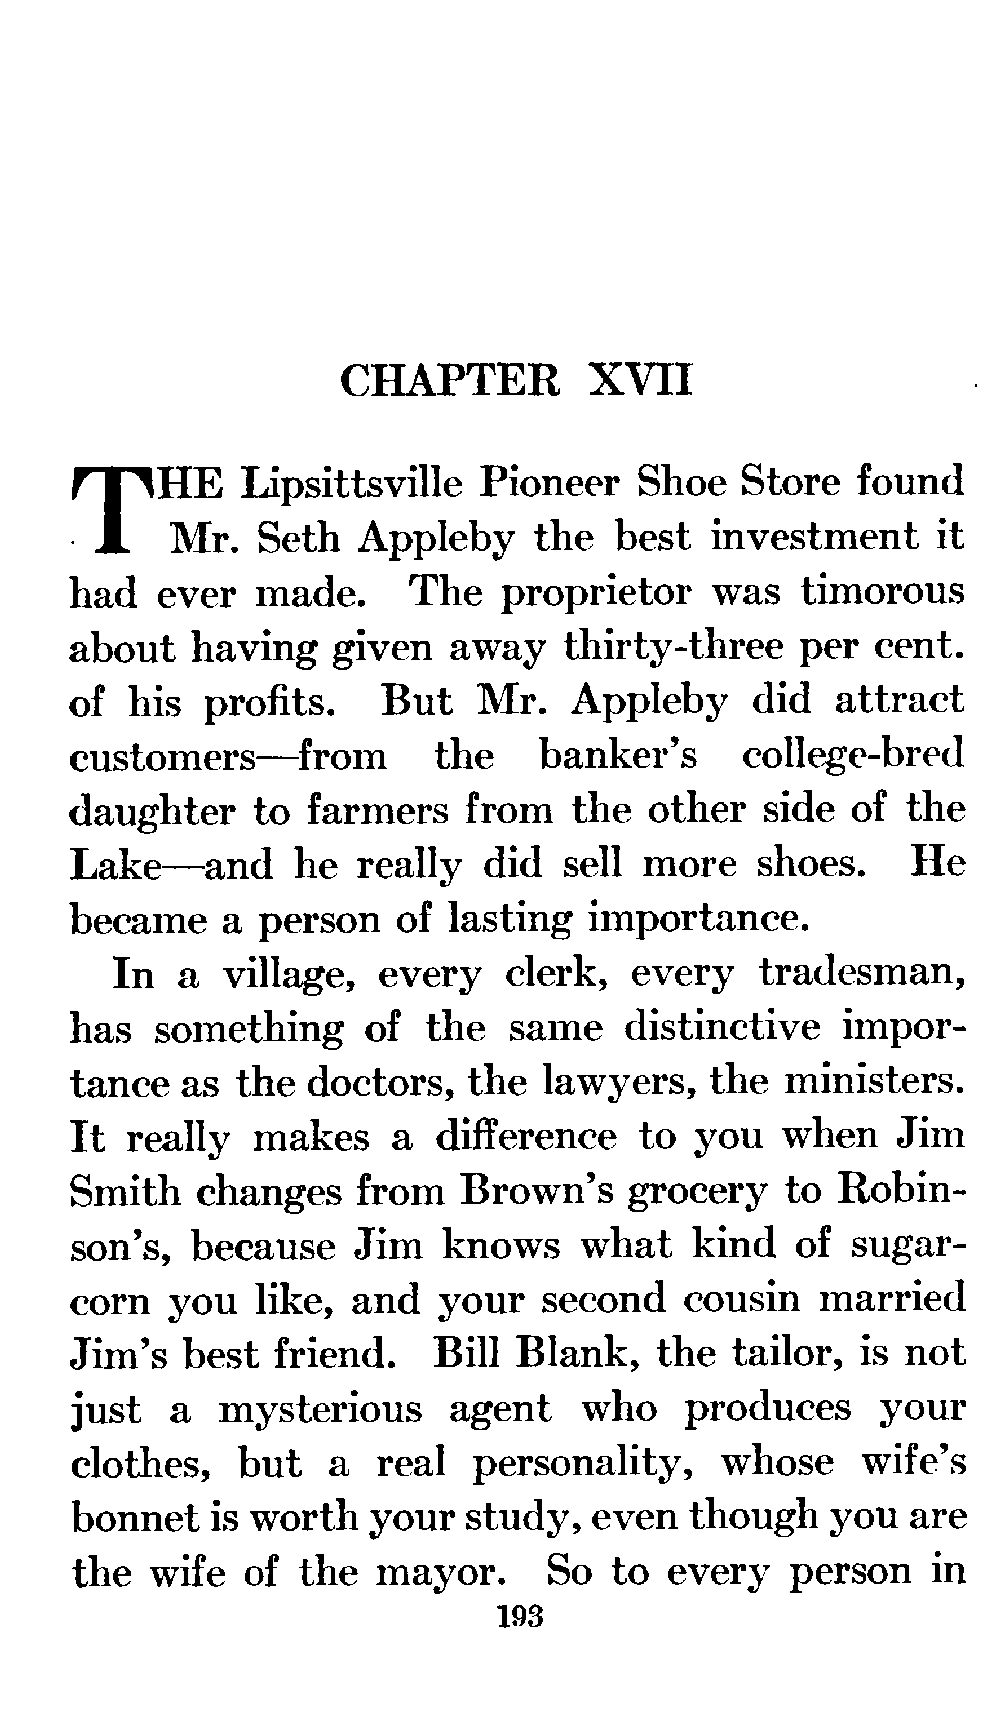 CHAPTER XVII
THE Lipsittsville Pioneer Shoe Store found
Mr. Seth Appleby the best investment it
had ever made. The proprietor was timorous
about having given away thirty-three per cent.
of his profits. But Mr. Appleby did attract
customers—from the banker's college-bred
daughter to farmers from the other side of the
Lake—and he really did sell more shoes. He
became a person of lasting importance.
In a village, every clerk, every tradesman,
has something of the same distinctive impor-
tance as the doctors, the lawyers, the ministers.
It really makes a difference to you when Jim
Smith changes from Brown's grocery to Robin-
son's, because Jim knows what kind of sugar-
corn you like, and your second cousin married
Jim's best friend. Bill Blank, the tailor, is not
just a mysterious agent who produces your
clothes, but a real personality, whose wife's
bonnet is worth your study, even though you are
the wife of the mayor. So to every person in
193